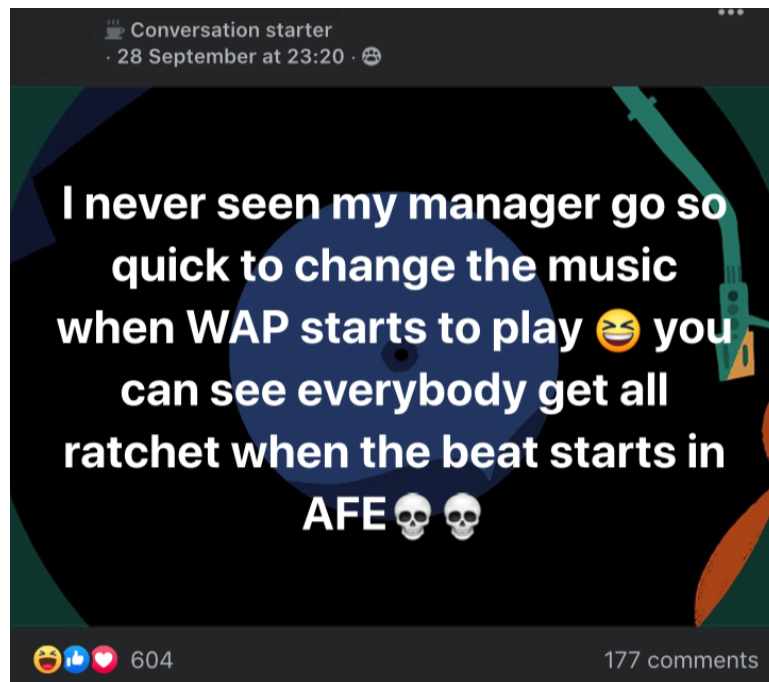 ☕ Conversation starter
· 28 September at 23:20 ·
I never seen my manager go so
quick to change the music
when WAP starts to play 😆 you
can see everybody get all
ratchet when the beat starts in
AFE💀💀
604
177 comments